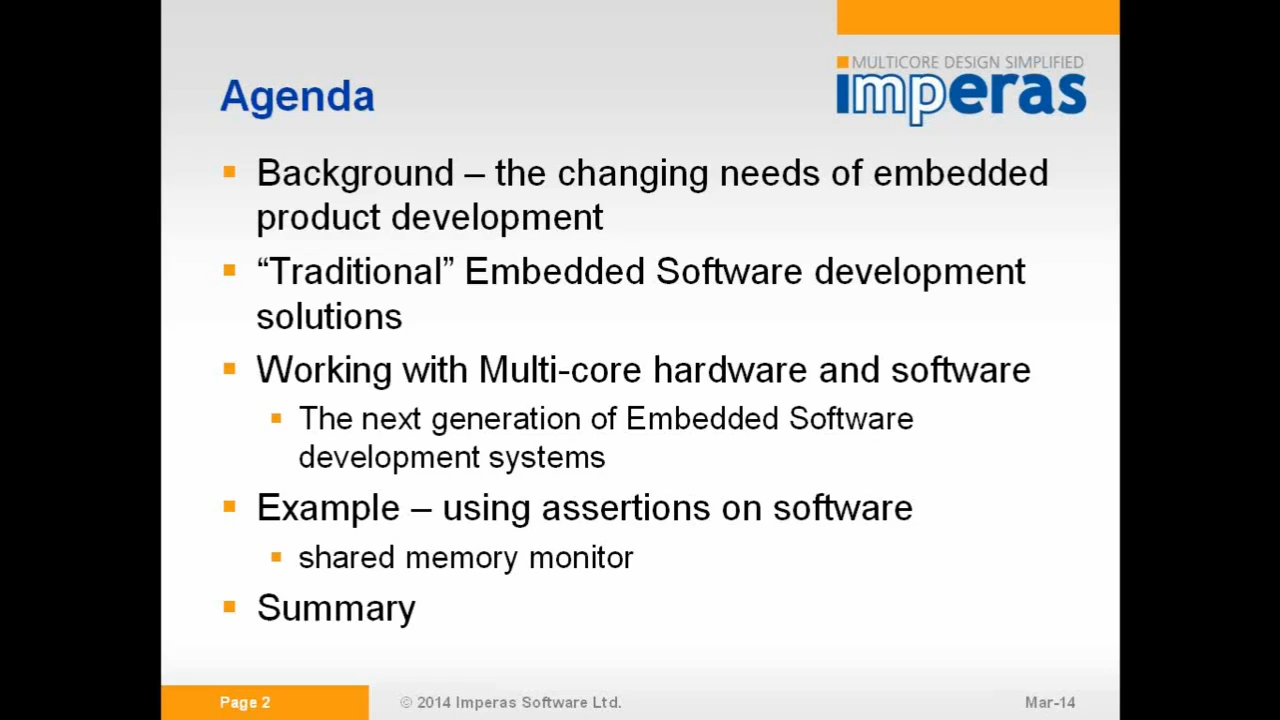 MULTICORE DESIGN SIMPLIFIED
imperas
Agenda
Background – the changing needs of embedded
product development
“Traditional” Embedded Software development
solutions
Working with Multi-core hardware and software
The next generation of Embedded Software
development systems
Example – using assertions on software
shared memory monitor
Summary
Page 2
© 2014 Imperas Software Ltd.
Mar-14